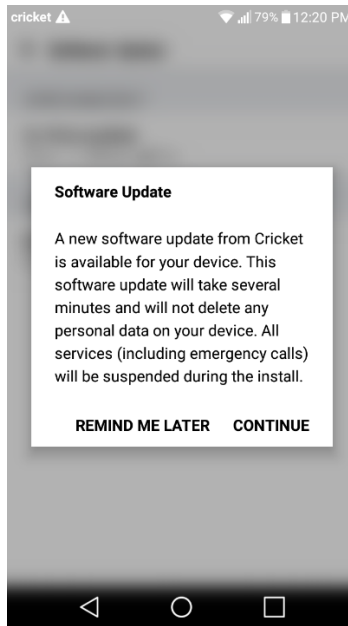 cricket 79% 12:20 PM
Software Update
A new software update from Cricket
is available for your device. This
software update will take several
minutes and will not delete any
personal data on your device. All
services (including emergency calls)
will be suspended during the install.
REMIND ME LATER CONTINUE